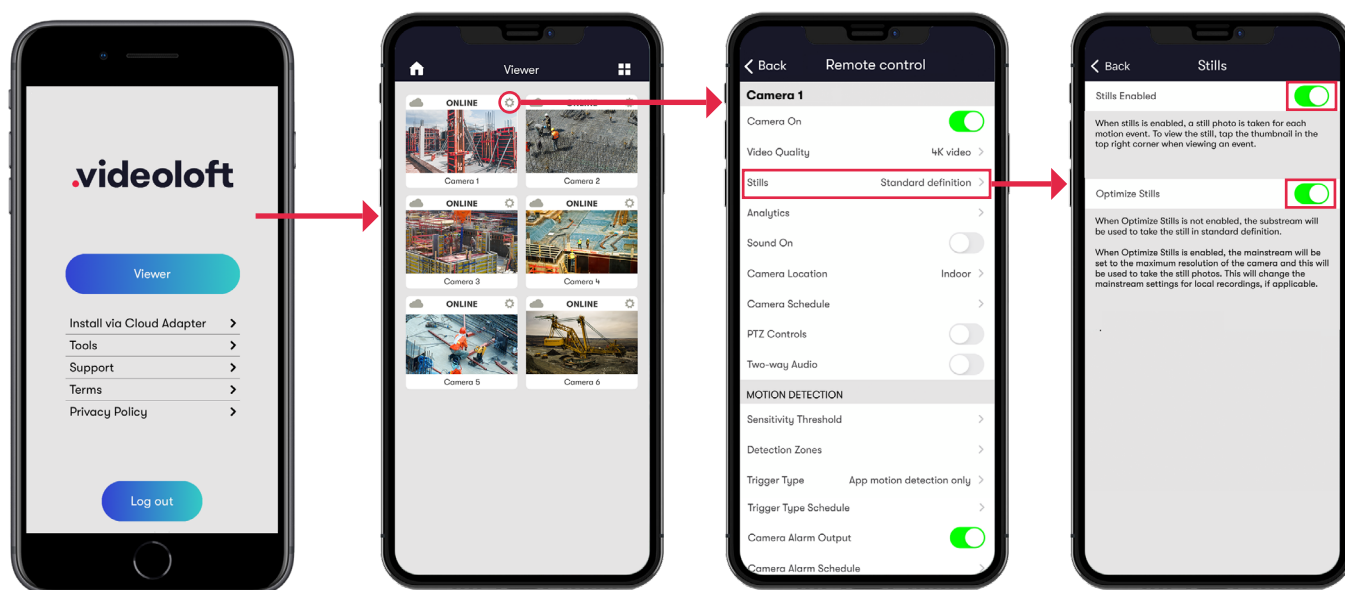 .videoloft
Viewer
Install via Cloud Adapter
Tools
Support
Terms
Privacy Policy
Log out
Viewer
ONLINE
ONLINE
Camera 1
Camera 2
ONLINE
ONLINE
Camera 3
Camera 4
ONLINE
ONLINE
Camera 5
Camera 6
Back Remote control
Camera 1
Camera On
Video Quality 4K video
Stills Standard definition
Analytics
Sound On
Camera Location Indoor
Camera Schedule
PTZ Controls
Two-way Audio
MOTION DETECTION
Sensitivity Threshold
Detection Zones
Trigger Type App motion detection only
Trigger Type Schedule
Camera Alarm Output
Camera Alarm Schedule
Back Stills
Stills Enabled
When stills is enabled, a still photo is taken for each
motion event. To view the still, tap the thumbnail in the
top right corner when viewing an event.
Optimize Stills
When Optimize Stills is not enabled, the substream will
be used to take the still in standard definition.
When Optimize Stills is enabled, the mainstream will be
set to the maximum resolution of the camera and this will
be used to take the still photos. This will change the
mainstream settings for local recordings, if applicable.
.